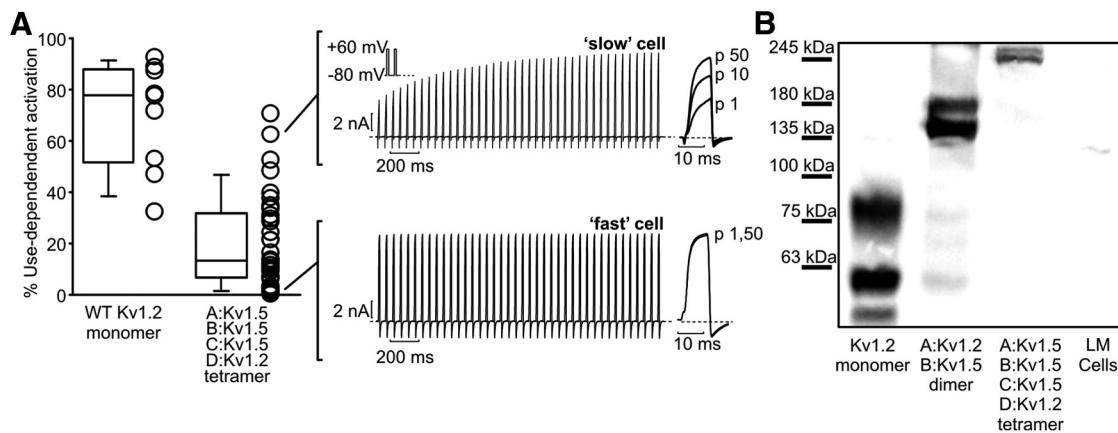 A
% Use-dependent activation
100
80
60
40
20
0
WT Kv1.2
monomer
A:Kv1.5
B:Kv1.5
C:Kv1.5
D:Kv1.2
tetramer
+60 mV
-80 mV
2 nA
200 ms
'slow' cell
p 50
p 10
p 1
10 ms
2 nA
200 ms
'fast' cell
p 1,50
10 ms
B
245 kDa
180 kDa
135 kDa
100 kDa
75 kDa
63 kDa
Kv1.2
monomer
A:Kv1.2
B:Kv1.5
dimer
A:Kv1.5
B:Kv1.5
C:Kv1.5
D:Kv1.2
tetramer
LM
Cells